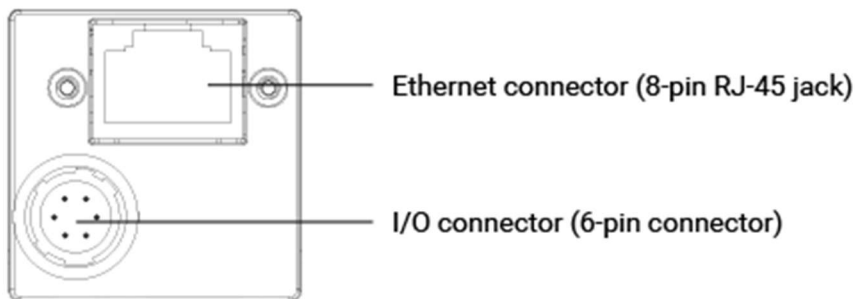 Ethernet connector (8-pin RJ-45 jack)
I/O connector (6-pin connector)